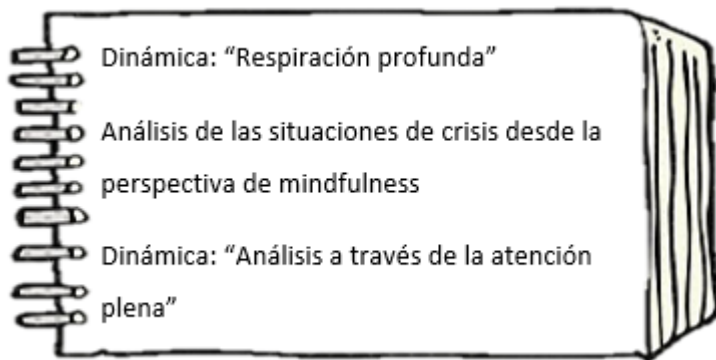 Dinámica: “Respiración profunda”
Análisis de las situaciones de crisis desde la
perspectiva de mindfulness
Dinámica: “Análisis a través de la atención
plena”